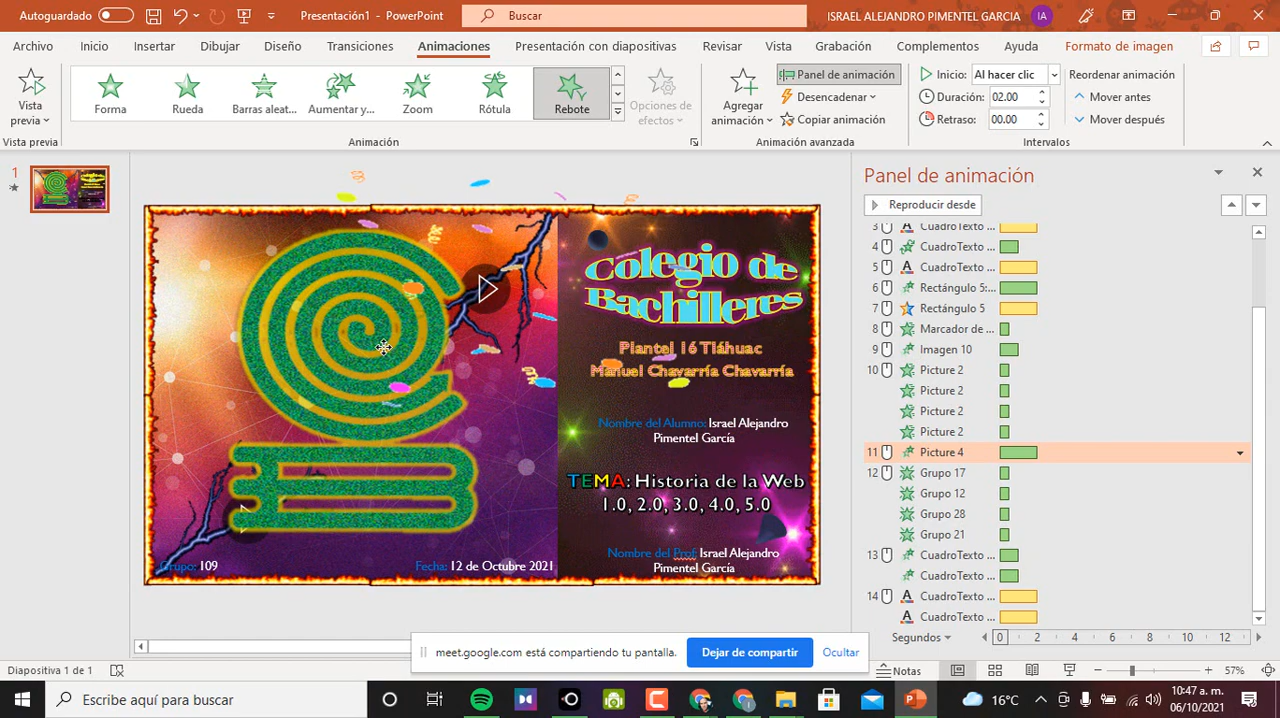 Autoguardado
Presentación1 - PowerPoint
Buscar
ISRAEL ALEJANDRO PIMENTEL GARCIA
IA
Archivo Inicio Insertar Dibujar Diseño Transiciones Animaciones Presentación con diapositivas Revisar Vista Grabación Complementos Ayuda Formato de imagen
Vista previa
Forma Rueda Barras aleat... Aumentar y... Zoom Rótula Rebote
Opciones de efectos
Agregar animación
Panel de animación
Desencadenar
Copiar animación
Inicio: Al hacer clic
Duración: 02.00
Retraso: 00.00
Reordenar animación
Mover antes
Mover después
Vista previa
Animación
Animación avanzada
Intervalos
1
Colegio de
Bachilleres
Plantel 16 Tláhuac
Manuel Chavarría Chavarría
Nombre del Alumno: Israel Alejandro
Pimentel García
TEMA: Historia de la Web
1.0, 2.0, 3.0, 4.0, 5.0
Nombre del Prof: Israel Alejandro
Pimentel García
Grupo: 109
Fecha: 12 de Octubre 2021
Panel de animación
Reproducir desde
3 CuadroTexto ...
4 CuadroTexto ...
5 CuadroTexto ...
6 Rectángulo 5:...
7 Rectángulo 5
8 Marcador de ...
9 Imagen 10
10 Picture 2
Picture 2
Picture 2
Picture 2
11 Picture 4
12 Grupo 17
Grupo 12
Grupo 28
Grupo 21
13 CuadroTexto ...
CuadroTexto ...
14 CuadroTexto ...
CuadroTexto ...
Segundos 0 2 4 6 8 10 12
meet.google.com está compartiendo tu pantalla.
Dejar de compartir
Ocultar
Diapositiva 1 de 1
Notas
57%
Escribe aquí para buscar
16°C
10:47 a. m.
06/10/2021